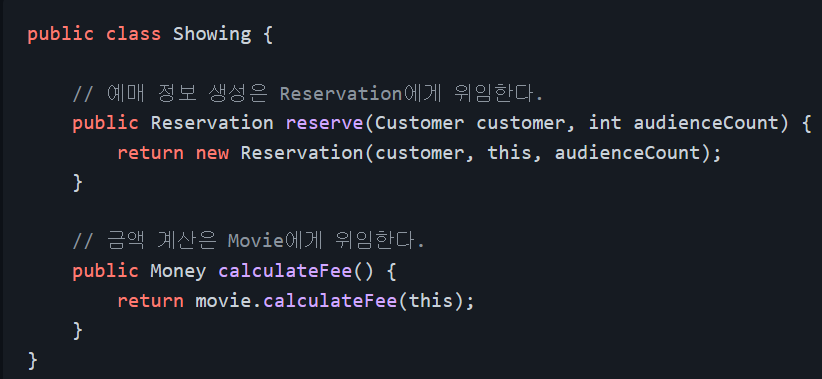 public class Showing {
// 예매 정보 생성은 Reservation에게 위임한다.
public Reservation reserve(Customer customer, int audienceCount) {
return new Reservation(customer, this, audienceCount);
}
// 금액 계산은 Movie에게 위임한다.
public Money calculateFee() {
return movie.calculateFee(this);
}
}